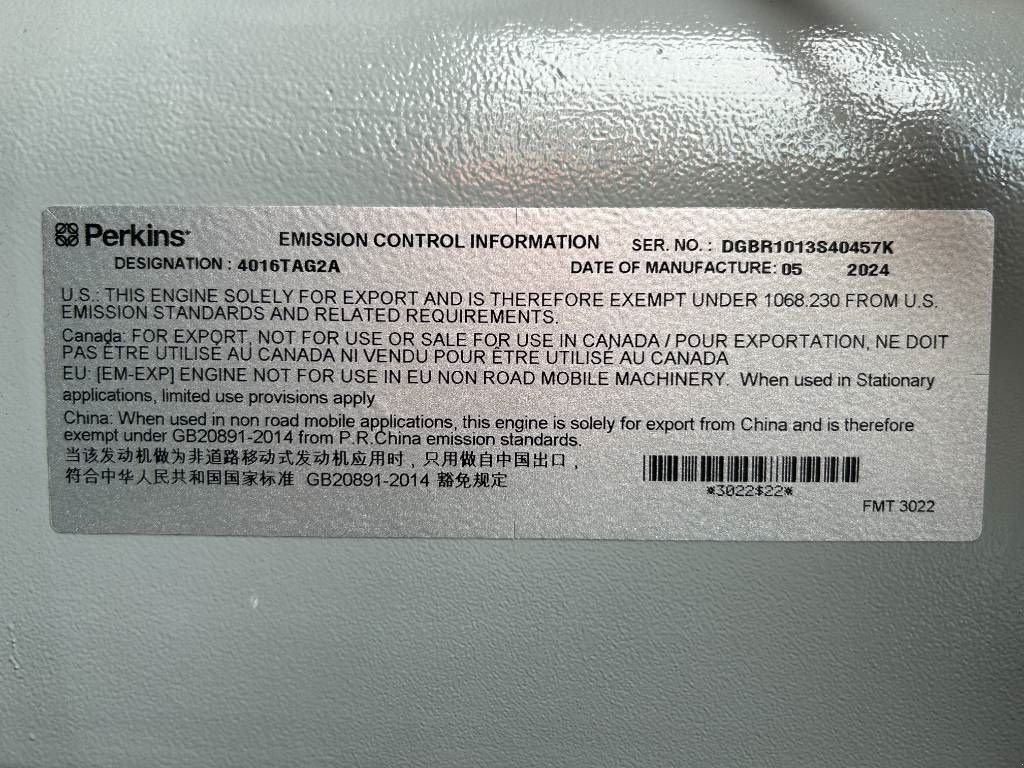 Perkins EMISSION CONTROL INFORMATION SER. NO. : DGBR1013S40457K
DESIGNATION : 4016TAG2A DATE OF MANUFACTURE: 05 2024
U.S.: THIS ENGINE SOLELY FOR EXPORT AND IS THEREFORE EXEMPT UNDER 1068.230 FROM U.S.
EMISSION STANDARDS AND RELATED REQUIREMENTS.
Canada: FOR EXPORT, NOT FOR USE OR SALE FOR USE IN CANADA / POUR EXPORTATION, NE DOIT
PAS ÊTRE UTILISÉ AU CANADA NI VENDU POUR ÊTRE UTILISÉ AU CANADA
EU: [EM-EXP] ENGINE NOT FOR USE IN EU NON ROAD MOBILE MACHINERY. When used in Stationary
applications, limited use provisions apply
China: When used in non road mobile applications, this engine is solely for export from China and is therefore
exempt under GB20891-2014 from P.R.China emission standards.
当该发动机做为非道路移动式发动机应用时，只用做自中国出口，
符合中华人民共和国国家标准 GB20891-2014 豁免规定
*3022$22*
FMT 3022